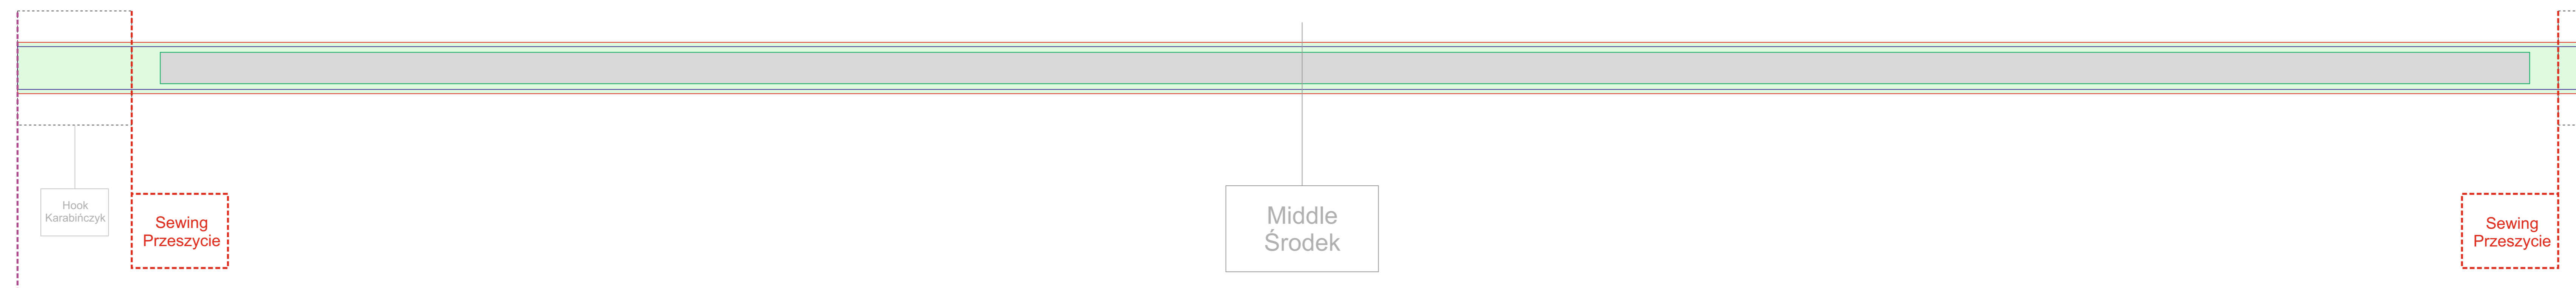 Hook
Karabińczyk
Sewing
Przeszycie
Middle
Środek
Sewing
Przeszycie